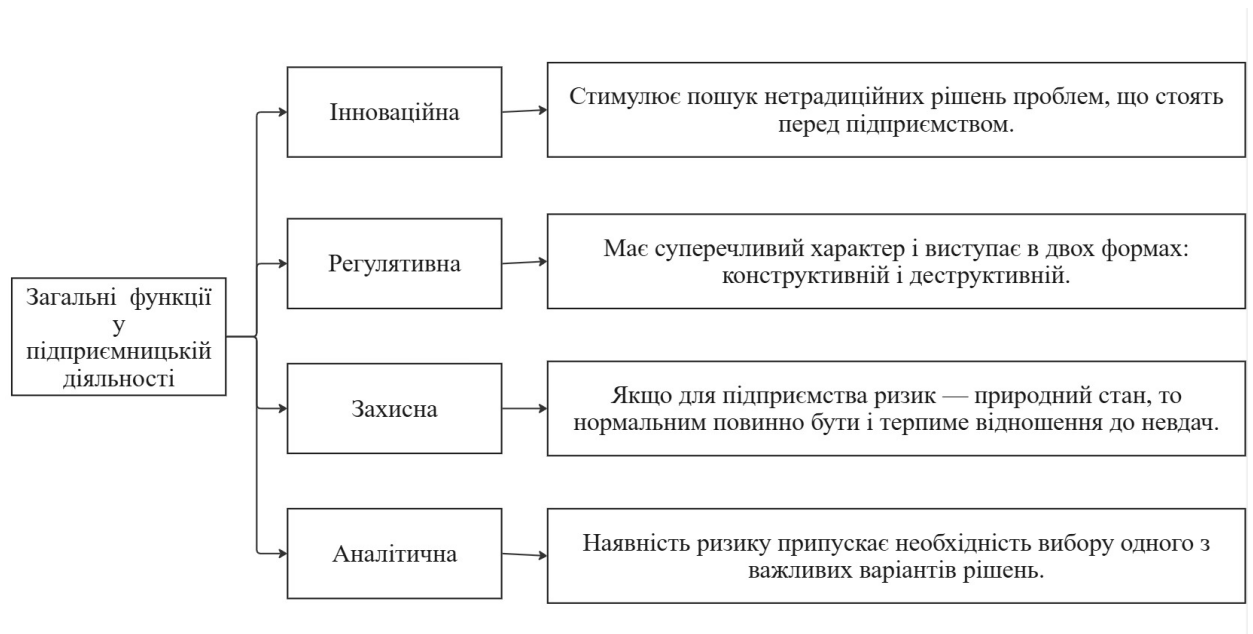 Загальні функції
у
підприємницькій
діяльності
Інноваційна
Стимулює пошук нетрадиційних рішень проблем, що стоять
перед підприємством.
Регулятивна
Має суперечливий характер і виступає в двох формах:
конструктивній і деструктивній.
Захисна
Якщо для підприємства ризик — природний стан, то
нормальним повинно бути і терпиме відношення до невдач.
Аналітична
Наявність ризику припускає необхідність вибору одного з
важливих варіантів рішень.